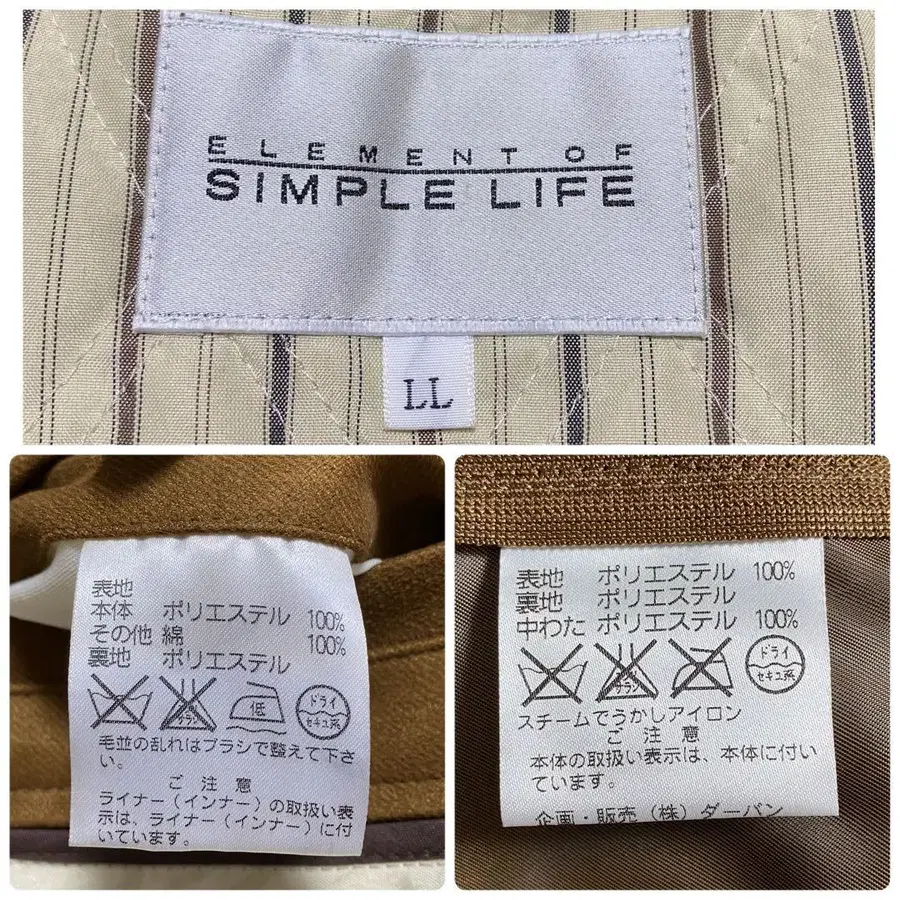 ELEMENT OF
SIMPLE LIFE
LL
表地
本体 ポリエステル 100%
その他 綿 100%
裏地 ポリエステル
サラシ
低
ドライ
セキユ系
毛並の乱れはブラシで整えて下さ
い。
ご注意
ライナー(インナー)の取扱い表
示は、ライナー(インナー)に付
いています。
表地 ポリエステル 100%
裏地 ポリエステル
中わた ポリエステル 100%
サラシ
ドライ
セキユ系
スチームでうかしアイロン
ご注意
本体の取扱い表示は、本体に付い
ています。
企画・販売(株)ダーバン